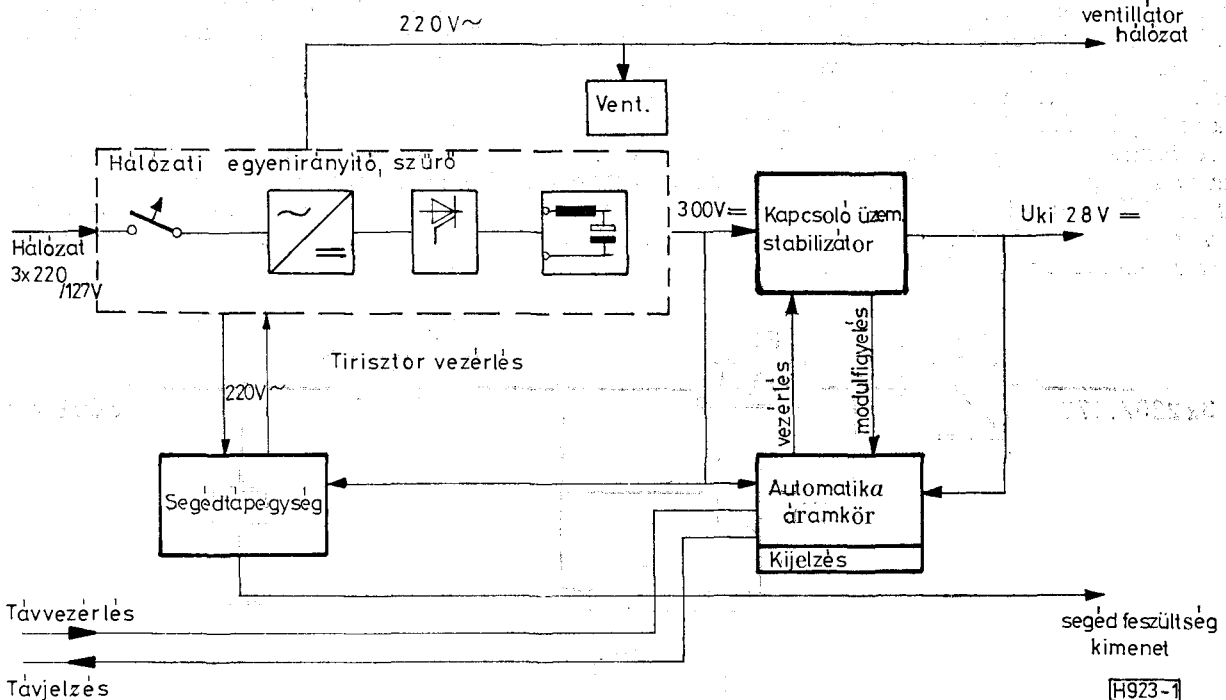 220V~
ventillátor
hálózat
Vent.
Hálózati egyenirányító, szűrő
300V=
Kapcsoló üzem.
stabilizátor
Uki 28V =
Hálózat
3x220
/127V
Tirisztor vezérlés
220V~
vezérlés
modulfigyelés
Segédtápegység
Automatika
áramkör
Kijelzés
Távvezérlés
Távjelzés
segéd feszültség
kimenet
H923-1